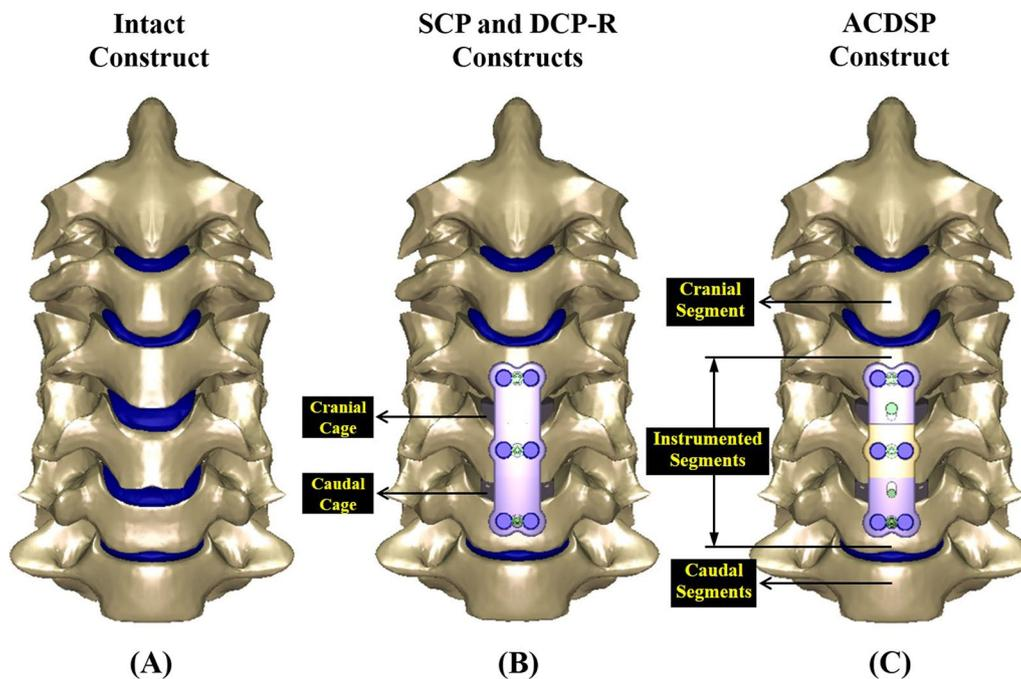 Intact
Construct
SCP and DCP-R
Constructs
ACDSP
Construct
Cranial
Cage
Caudal
Cage
Cranial
Segment
Instrumented
Segments
Caudal
Segments
(A)
(B)
(C)